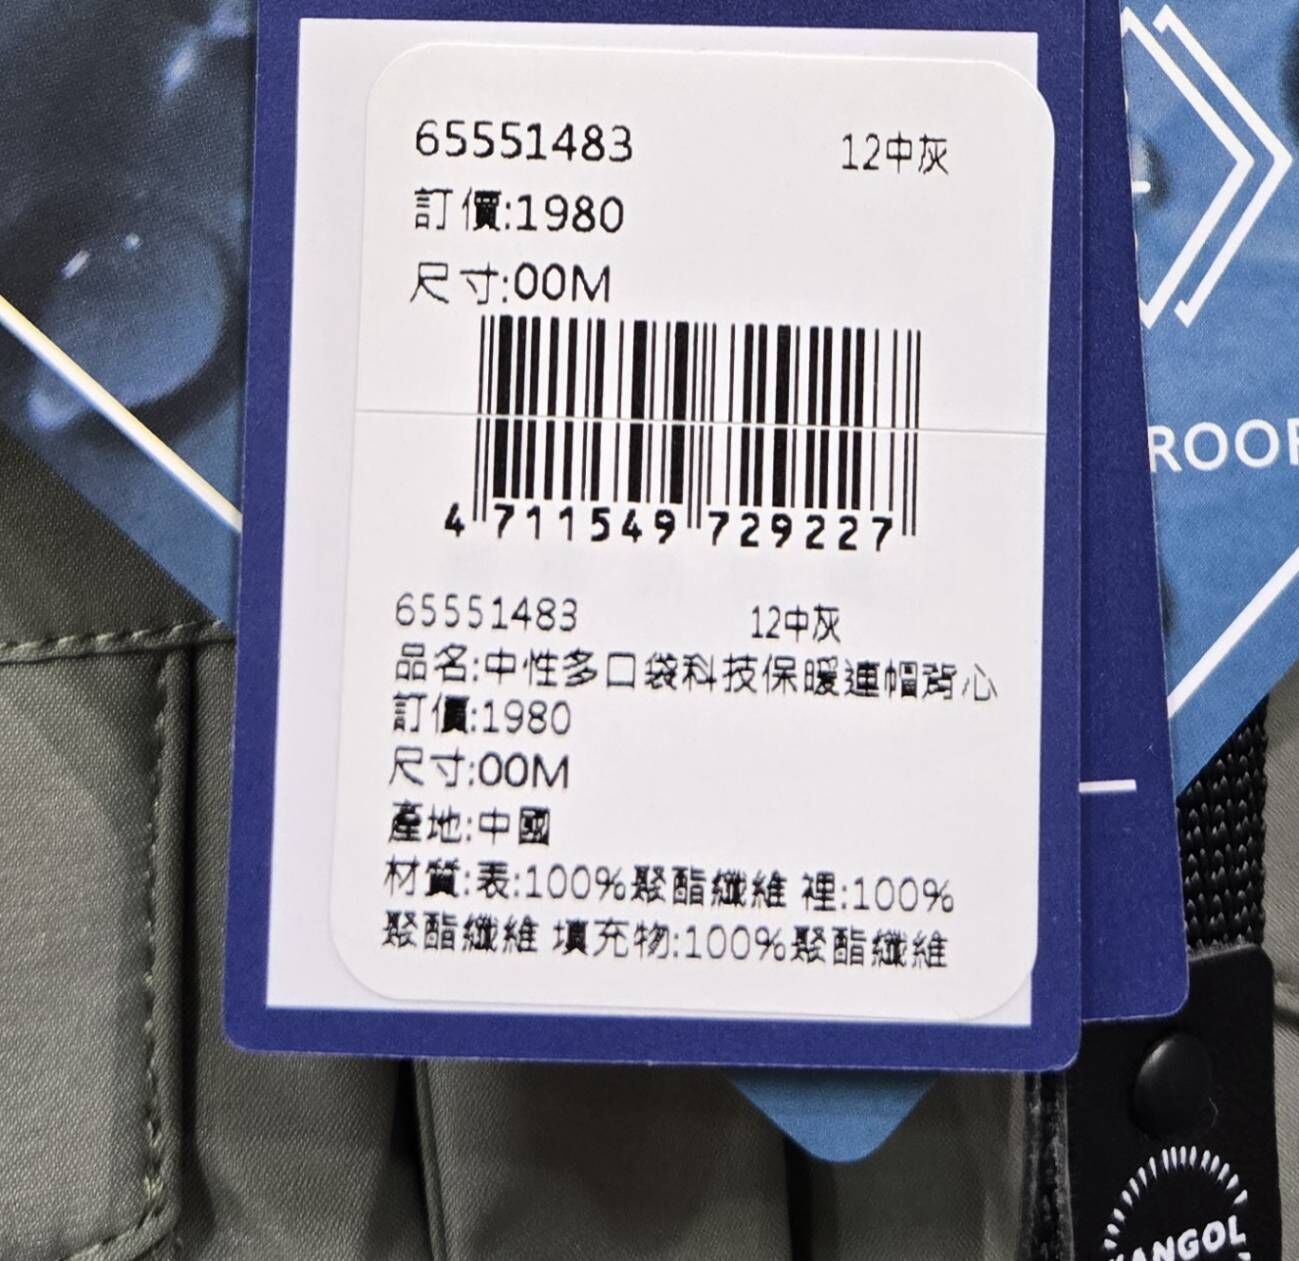 65551483 12中灰
訂價:1980
尺寸:00M
4 711549 729227
65551483 12中灰
品名:中性多口袋科技保暖連帽背心
訂價:1980
尺寸:00M
產地:中國
材質:表:100%聚酯纖維 裡:100%
聚酯纖維 填充物:100%聚酯纖維
ROOF
KANGOL